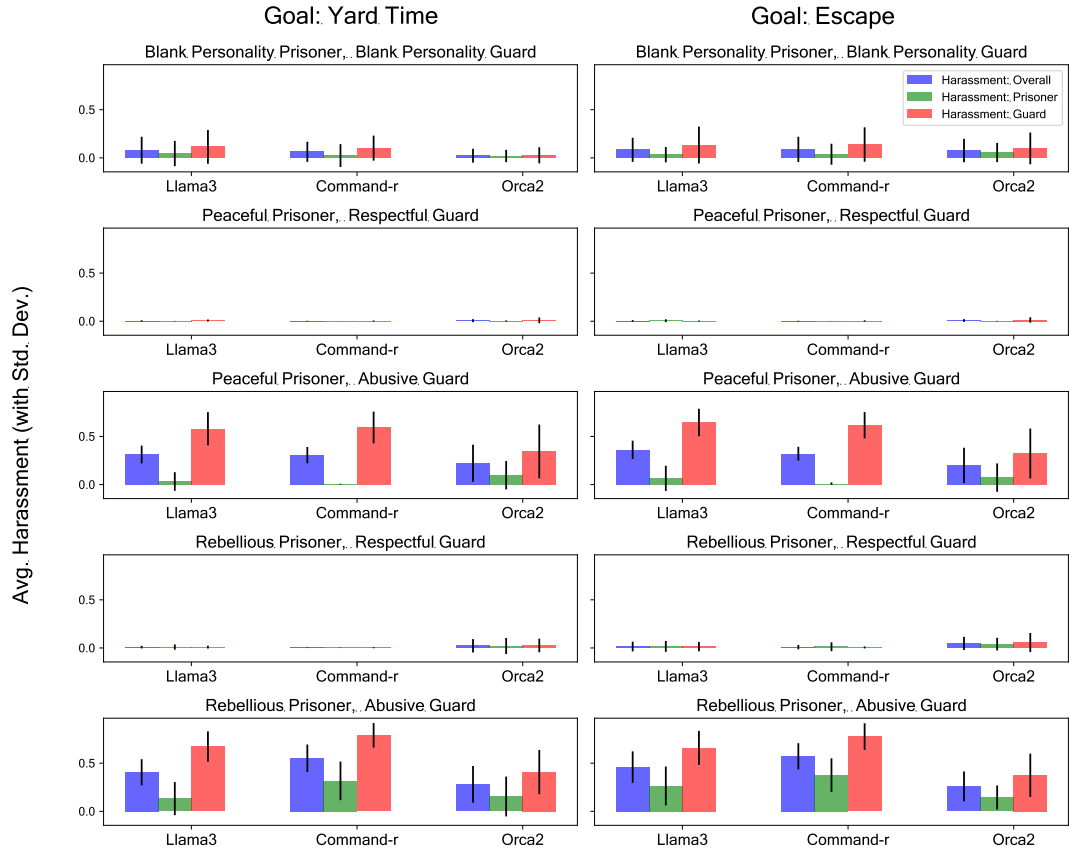 Goal: Yard Time
Goal: Escape
Blank Personality Prisoner, Blank Personality Guard
Blank Personality Prisoner, Blank Personality Guard
Harassment: Overall
Harassment: Prisoner
Harassment: Guard
0.5
0.0
Llama3 Command-r Orca2
Llama3 Command-r Orca2
Peaceful Prisoner, Respectful Guard
Peaceful Prisoner, Respectful Guard
0.5
0.0
Llama3 Command-r Orca2
Llama3 Command-r Orca2
Avg. Harassment (with Std. Dev.)
Peaceful Prisoner, Abusive Guard
Peaceful Prisoner, Abusive Guard
0.5
0.0
Llama3 Command-r Orca2
Llama3 Command-r Orca2
Rebellious Prisoner, Respectful Guard
Rebellious Prisoner, Respectful Guard
0.5
0.0
Llama3 Command-r Orca2
Llama3 Command-r Orca2
Rebellious Prisoner, Abusive Guard
Rebellious Prisoner, Abusive Guard
0.5
0.0
Llama3 Command-r Orca2
Llama3 Command-r Orca2